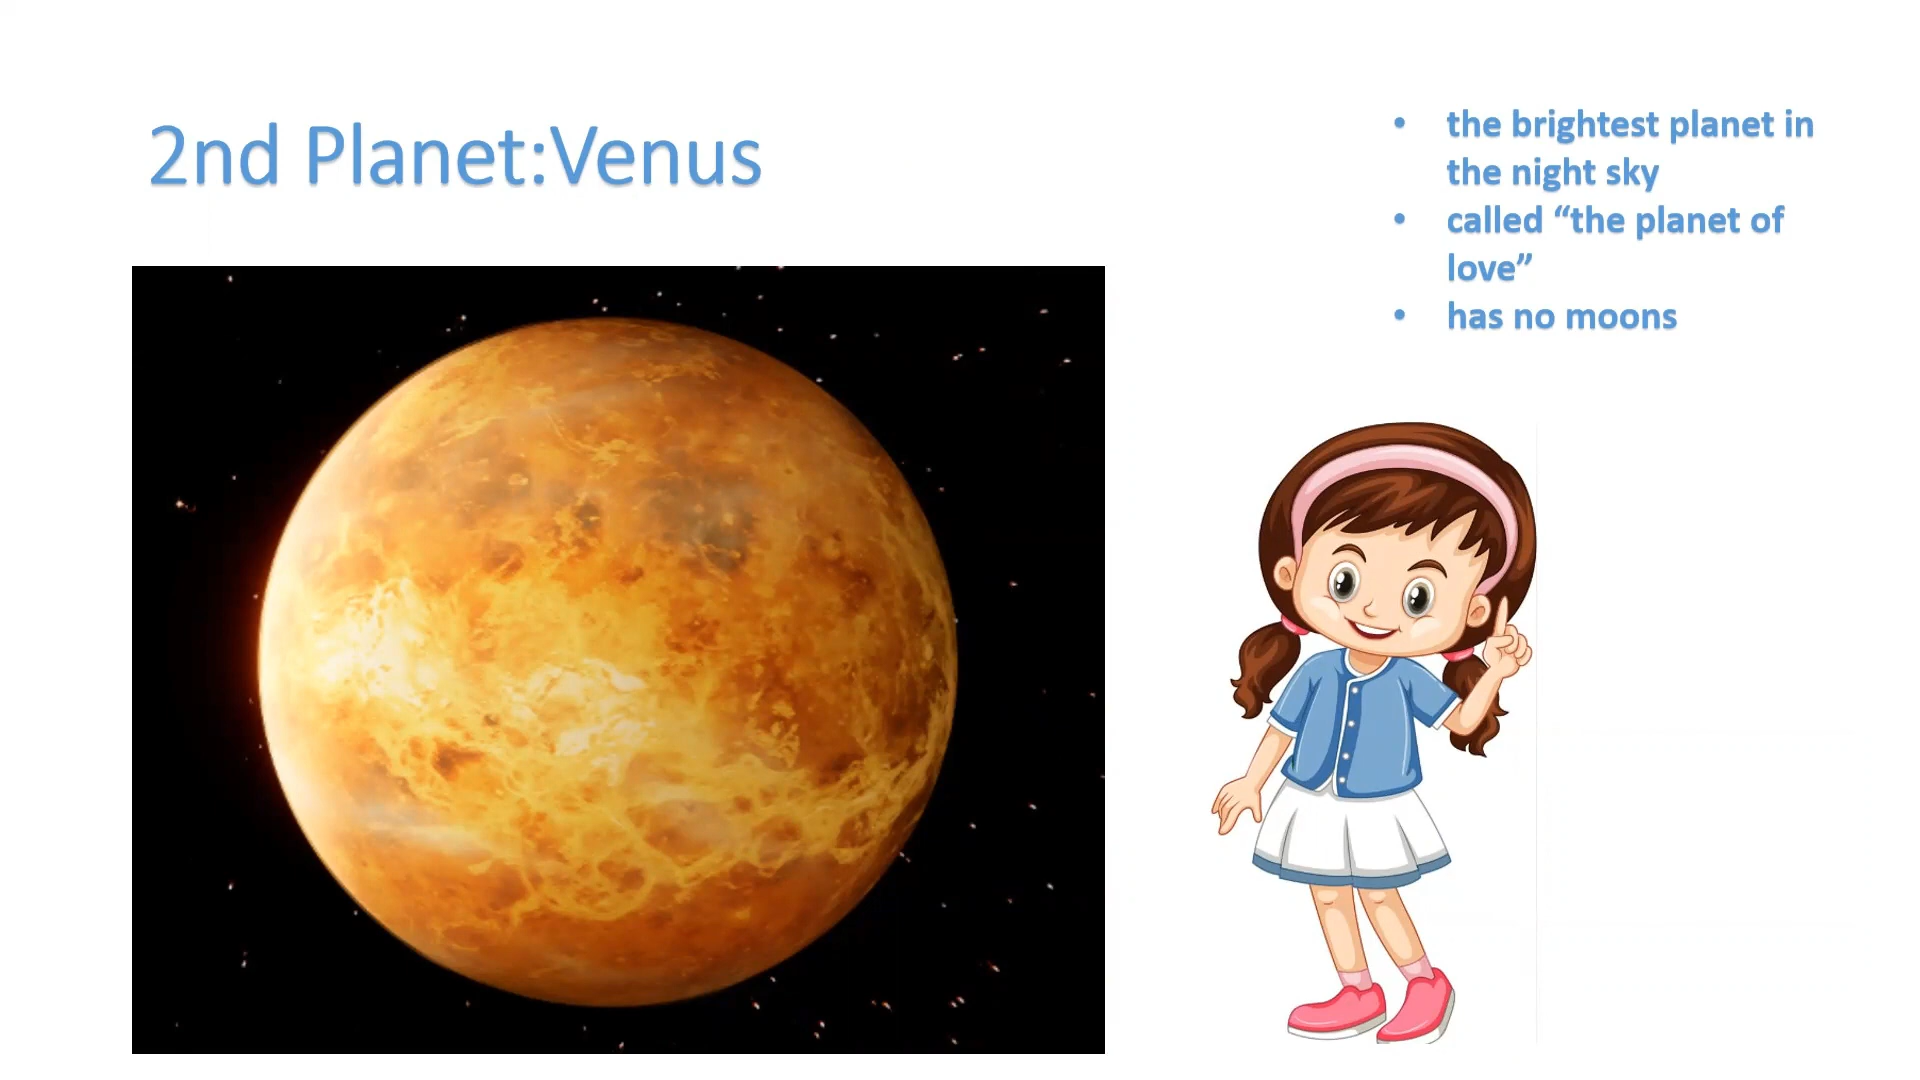 2nd Planet:Venus
• the brightest planet in
the night sky
• called “the planet of
love”
• has no moons